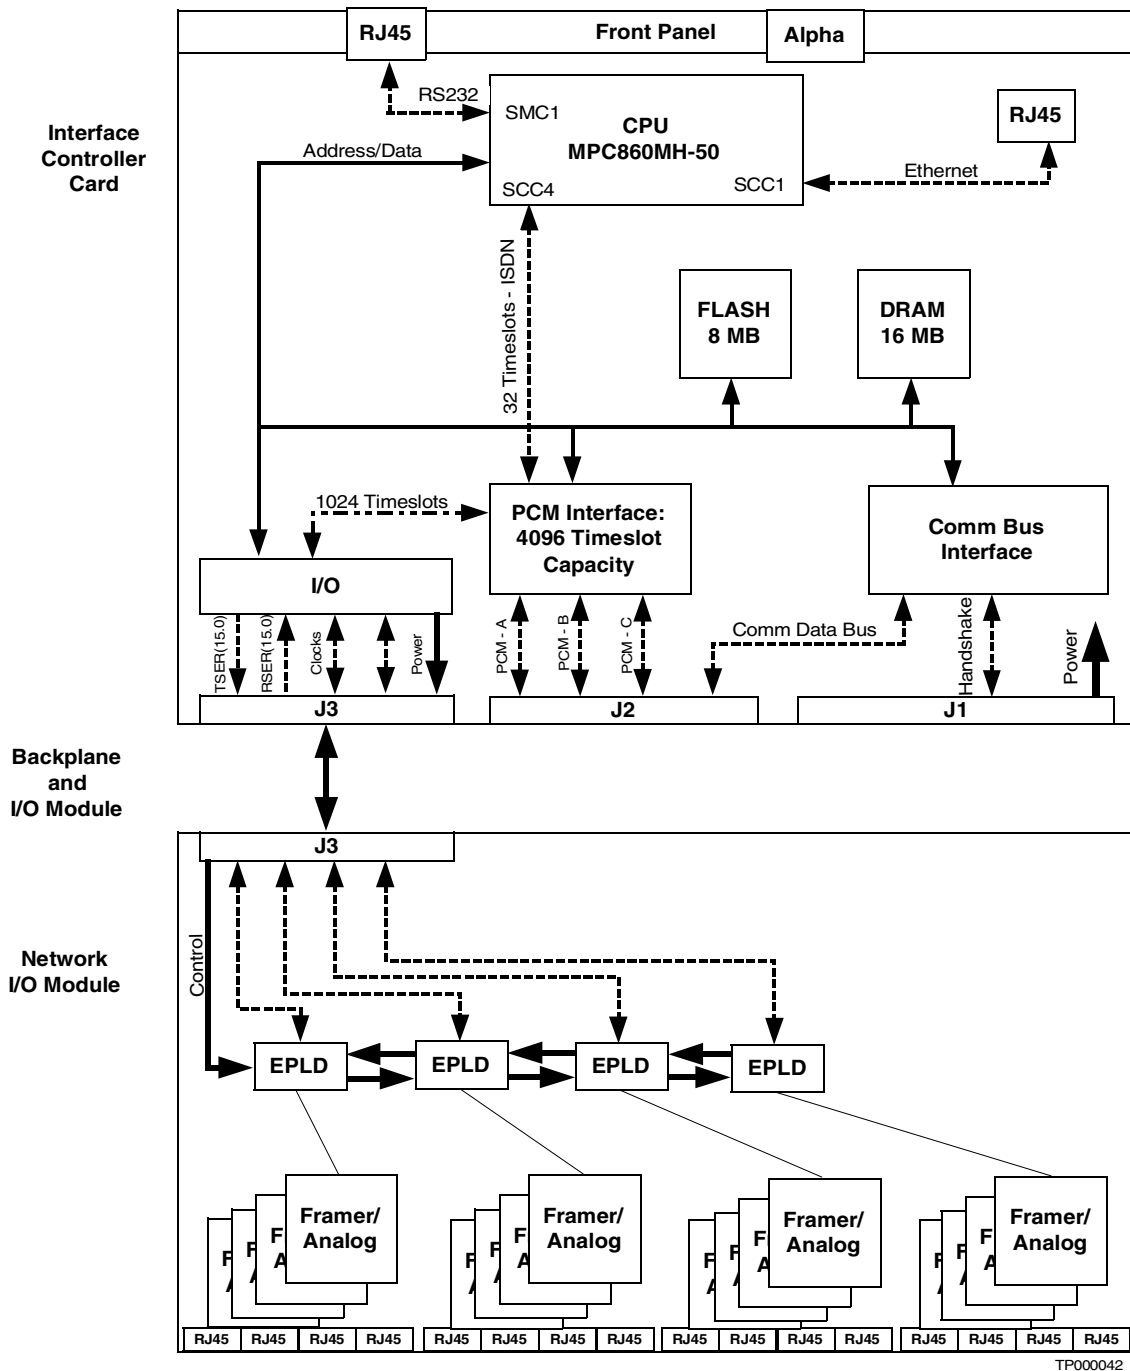 RJ45
Front Panel
Alpha
RS232
SMC1
CPU
MPC860MH-50
SCC4
SCC1
RJ45
Ethernet
Interface
Controller
Card
Address/Data
32 Timeslots - ISDN
FLASH
8 MB
DRAM
16 MB
1024 Timeslots
PCM Interface:
4096 Timeslot
Capacity
Comm Bus
Interface
I/O
TSER(15.0)
RSER(15.0)
Clocks
Power
PCM - A
PCM - B
PCM - C
Comm Data Bus
Handshake
Power
J3
J2
J1
Backplane
and
I/O Module
J3
Control
Network
I/O Module
EPLD
EPLD
EPLD
EPLD
Framer/
Analog
F
A
F
A
F
A
Framer/
Analog
F
A
F
A
F
A
Framer/
Analog
F
A
F
A
F
A
Framer/
Analog
F
A
F
A
F
A
RJ45 RJ45 RJ45 RJ45
RJ45 RJ45 RJ45 RJ45
RJ45 RJ45 RJ45 RJ45
RJ45 RJ45 RJ45 RJ45
TP000042